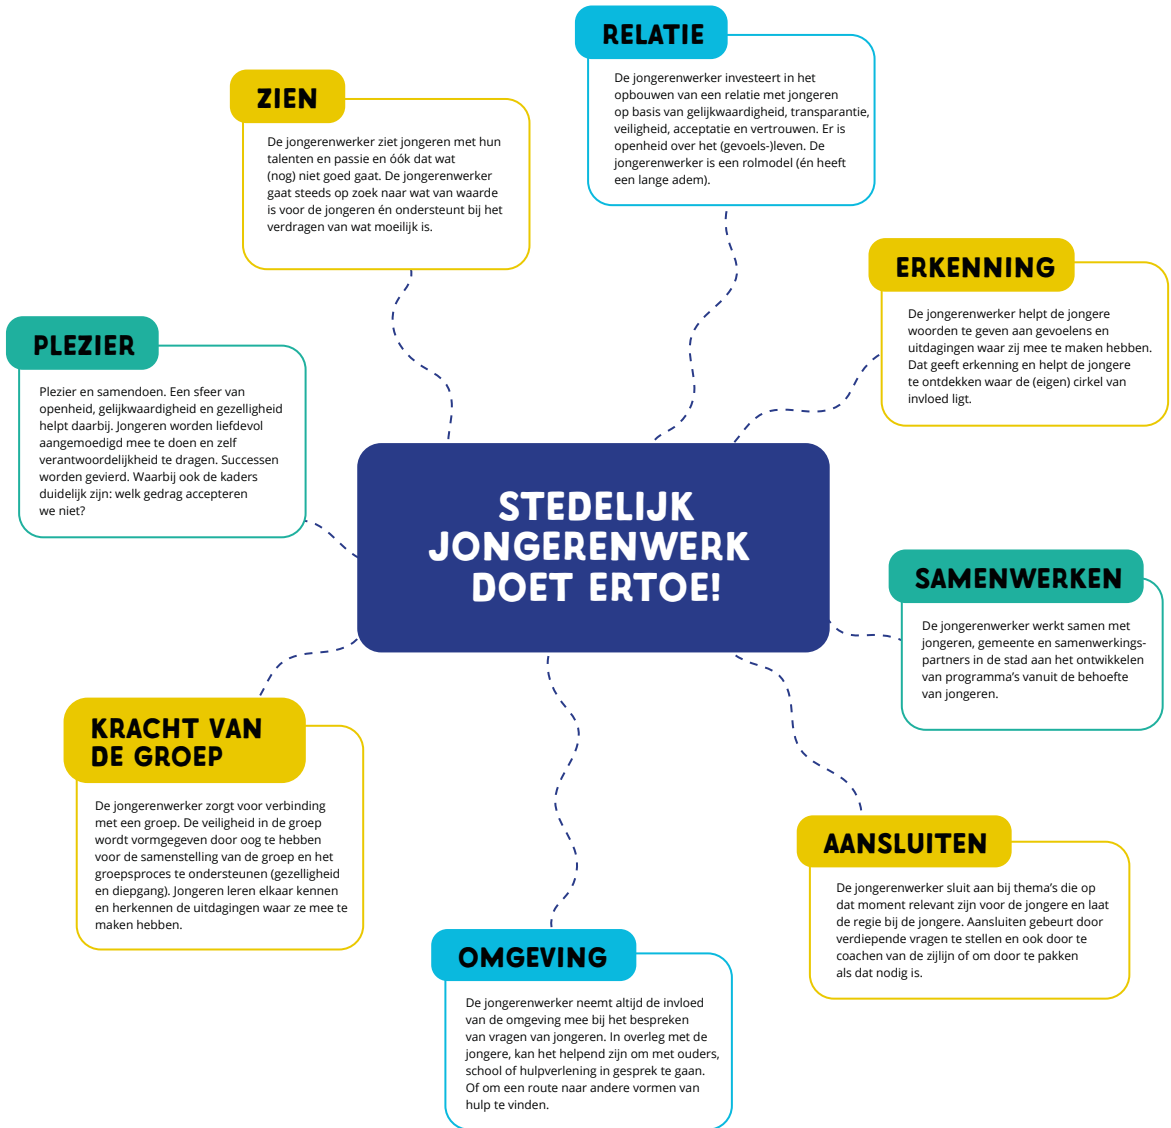 RELATIE
De jongerenwerker investeert in het
opbouwen van een relatie met jongeren
op basis van gelijkwaardigheid, transparantie,
veiligheid, acceptatie en vertrouwen. Er is
openheid over het (gevoels-)leven. De
jongerenwerker is een rolmodel (én heeft
een lange adem).
ZIEN
De jongerenwerker ziet jongeren met hun
talenten en passie en óók dat wat
(nog) niet goed gaat. De jongerenwerker
gaat steeds op zoek naar wat van waarde
is voor de jongeren én ondersteunt bij het
verdragen van wat moeilijk is.
ERKENNING
De jongerenwerker helpt de jongere
woorden te geven aan gevoelens en
uitdagingen waar zij mee te maken hebben.
Dat geeft erkenning en helpt de jongere
te ontdekken waar de (eigen) cirkel van
invloed ligt.
PLEZIER
Plezier en samendoen. Een sfeer van
openheid, gelijkwaardigheid en gezelligheid
helpt daarbij. Jongeren worden liefdevol
aangemoedigd mee te doen en zelf
verantwoordelijkheid te dragen. Successen
worden gevierd. Waarbij ook de kaders
duidelijk zijn: welk gedrag accepteren
we niet?
STEDELIJK
JONGERENWERK
DOET ERTOE!
SAMENWERKEN
De jongerenwerker werkt samen met
jongeren, gemeente en samenwerkings-
partners in de stad aan het ontwikkelen
van programma's vanuit de behoefte
van jongeren.
KRACHT VAN
DE GROEP
De jongerenwerker zorgt voor verbinding
met een groep. De veiligheid in de groep
wordt vormgegeven door oog te hebben
voor de samenstelling van de groep en het
groepsproces te ondersteunen (gezelligheid
en diepgang). Jongeren leren elkaar kennen
en herkennen de uitdagingen waar ze mee te
maken hebben.
AANSLUITEN
De jongerenwerker sluit aan bij thema's die op
dat moment relevant zijn voor de jongere en laat
de regie bij de jongere. Aansluiten gebeurt door
verdiepende vragen te stellen en ook door te
coachen van de zijlijn of om door te pakken
als dat nodig is.
OMGEVING
De jongerenwerker neemt altijd de invloed
van de omgeving mee bij het bespreken
van vragen van jongeren. In overleg met de
jongere, kan het helpend zijn om met ouders,
school of hulpverlening in gesprek te gaan.
Of om een route naar andere vormen van
hulp te vinden.